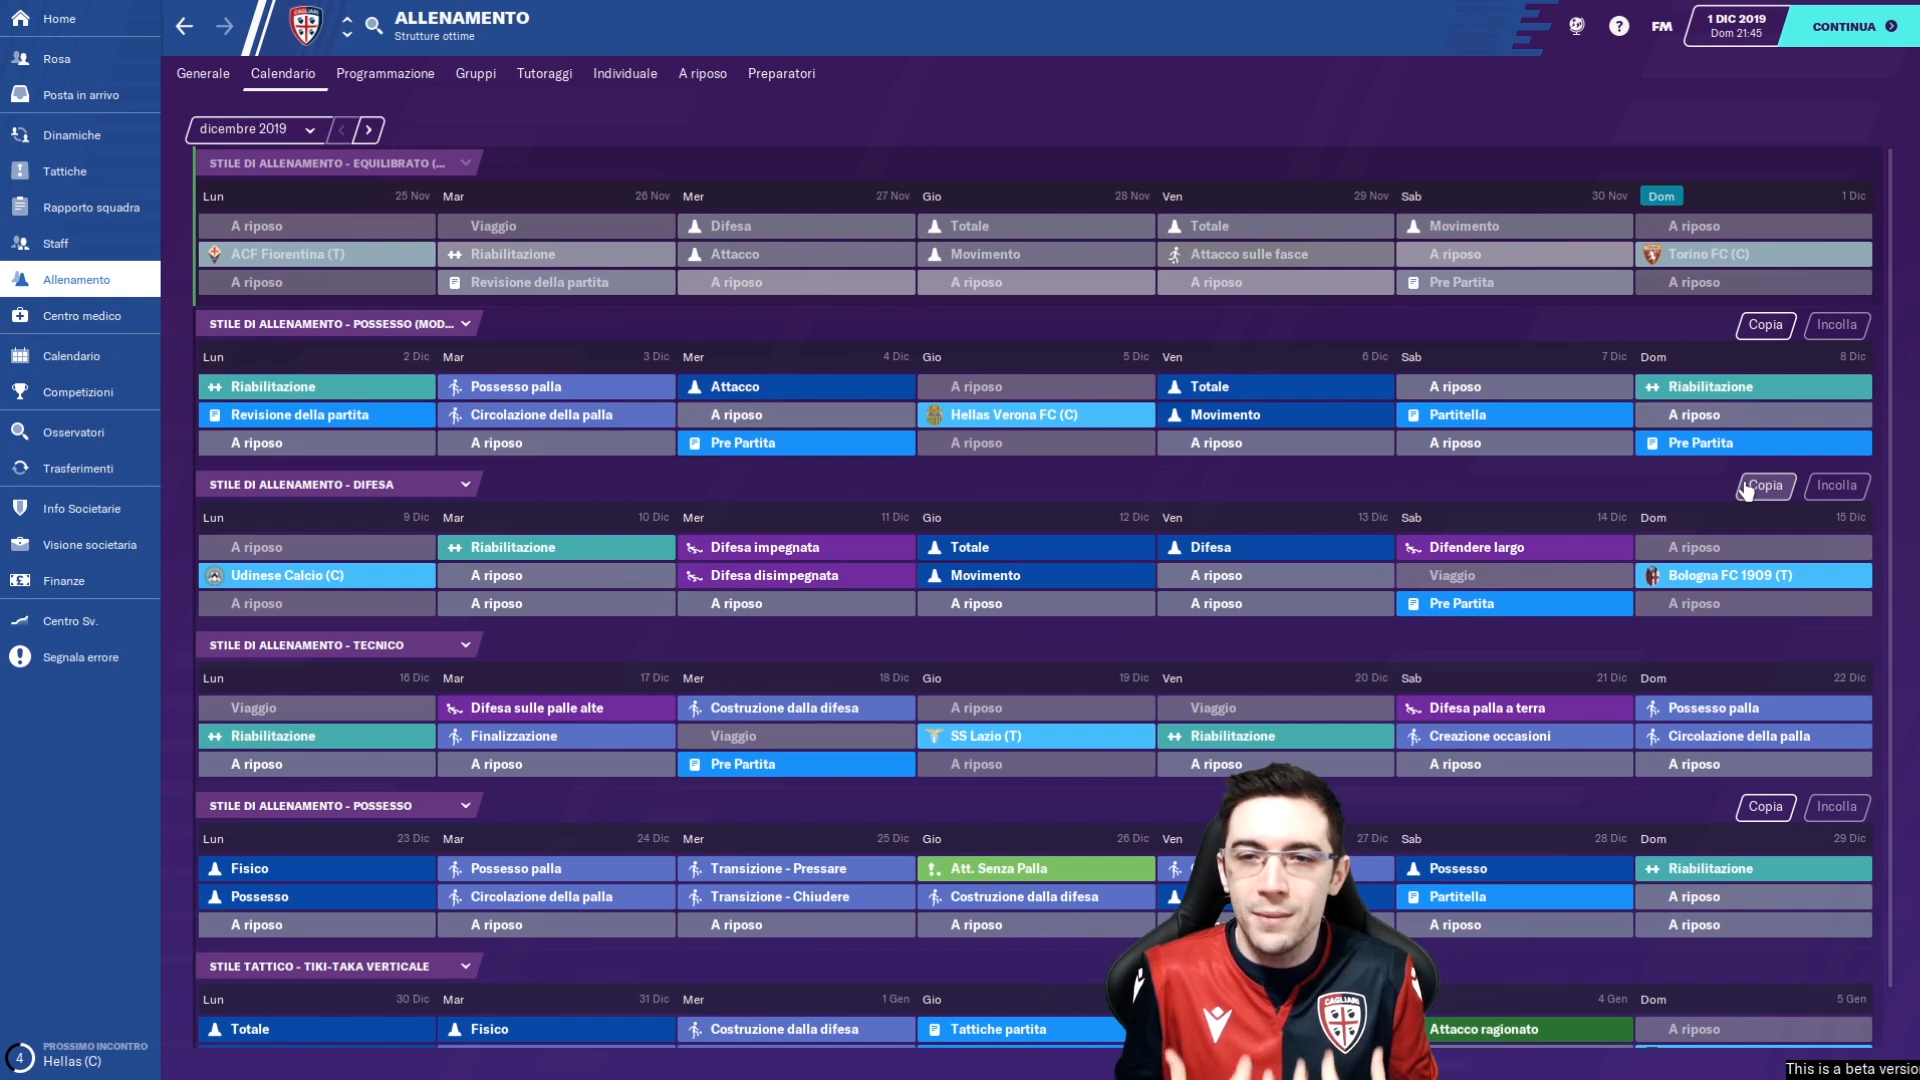 Home
Rosa
Posta in arrivo
Dinamiche
Tattiche
Rapporto squadra
Staff
Allenamento
Centro medico
Calendario
Competizioni
Osservatori
Trasferimenti
Info Societarie
Visione societaria
Finanze
Centro Sv.
Segnala errore
4 PROSSIMO INCONTRO
Hellas (C)
ALLENAMENTO
Strutture ottime
FM
1 DIC 2019
Dom 21:45
CONTINUA
Generale Calendario Programmazione Gruppi Tutoraggi Individuale A riposo Preparatori
dicembre 2019
STILE DI ALLENAMENTO - EQUILIBRATO (...
Lun 25 Nov Mar 26 Nov Mer 27 Nov Gio 28 Nov Ven 29 Nov Sab 30 Nov Dom 1 Dic
A riposo Viaggio Difesa Totale Totale Movimento A riposo
ACF Fiorentina (T) Riabilitazione Attacco Movimento Attacco sulle fasce A riposo Torino FC (C)
A riposo Revisione della partita A riposo A riposo A riposo Pre Partita A riposo
STILE DI ALLENAMENTO - POSSESSO (MOD... Copia Incolla
Lun 2 Dic Mar 3 Dic Mer 4 Dic Gio 5 Dic Ven 6 Dic Sab 7 Dic Dom 8 Dic
Riabilitazione Possesso palla Attacco A riposo Totale A riposo Riabilitazione
Revisione della partita Circolazione della palla A riposo Hellas Verona FC (C) Movimento Partitella A riposo
A riposo A riposo Pre Partita A riposo A riposo A riposo Pre Partita
STILE DI ALLENAMENTO - DIFESA Copia Incolla
Lun 9 Dic Mar 10 Dic Mer 11 Dic Gio 12 Dic Ven 13 Dic Sab 14 Dic Dom 15 Dic
A riposo Riabilitazione Difesa impegnata Totale Difesa Difendere largo A riposo
Udinese Calcio (C) A riposo Difesa disimpegnata Movimento A riposo Viaggio Bologna FC 1909 (T)
A riposo A riposo A riposo A riposo A riposo Pre Partita A riposo
STILE DI ALLENAMENTO - TECNICO
Lun 16 Dic Mar 17 Dic Mer 18 Dic Gio 19 Dic Ven 20 Dic Sab 21 Dic Dom 22 Dic
Viaggio Difesa sulle palle alte Costruzione dalla difesa A riposo Viaggio Difesa palla a terra Possesso palla
Riabilitazione Finalizzazione Viaggio SS Lazio (T) Riabilitazione Creazione occasioni Circolazione della palla
A riposo A riposo Pre Partita A riposo A riposo A riposo A riposo
STILE DI ALLENAMENTO - POSSESSO Copia Incolla
Lun 23 Dic Mar 24 Dic Mer 25 Dic Gio 26 Dic Ven 27 Dic Sab 28 Dic Dom 29 Dic
Fisico Possesso palla Transizione - Pressare Att. Senza Palla Possesso Riabilitazione
Possesso Circolazione della palla Transizione - Chiudere Costruzione dalla difesa Partitella A riposo
A riposo A riposo A riposo A riposo A riposo A riposo
STILE TATTICO - TIKI-TAKA VERTICALE
Lun 30 Dic Mar 31 Dic Mer 1 Gen Gio 4 Gen Dom 5 Gen
Totale Fisico Costruzione dalla difesa Tattiche partita Attacco ragionato A riposo
CAGLIARI
This is a beta versio